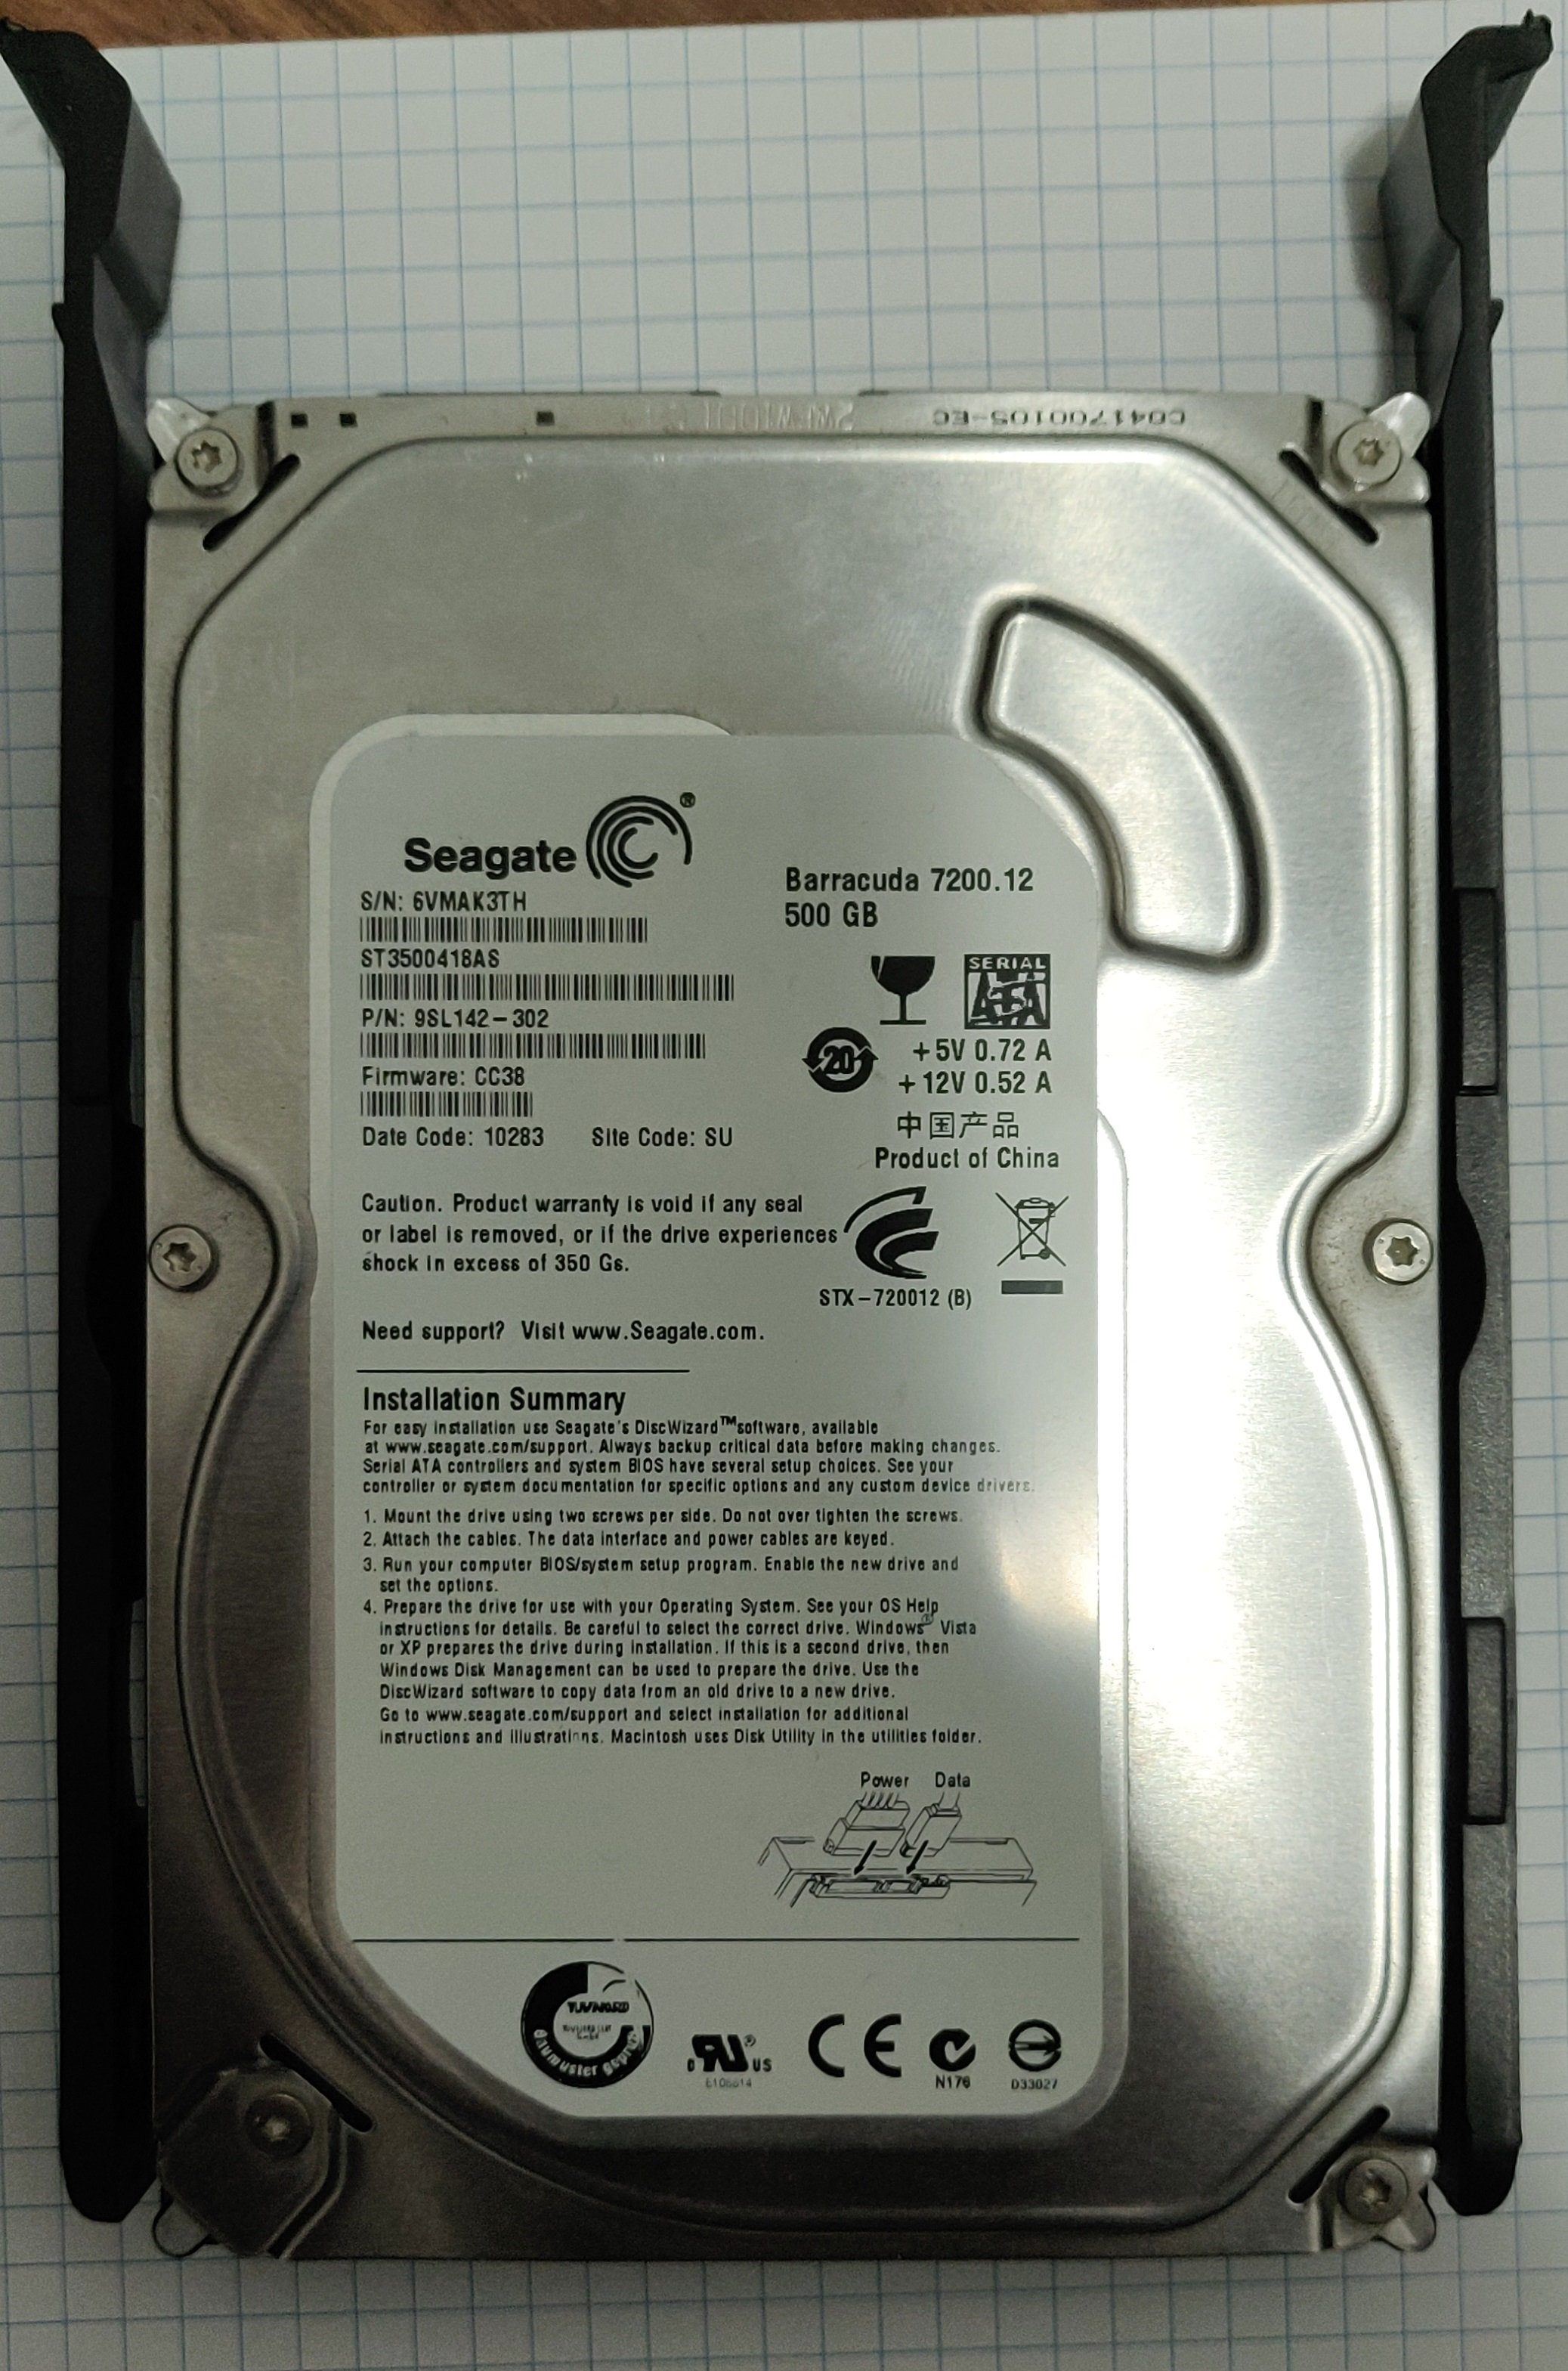 Seagate®
S/N: 6VMAK3TH
ST3500418AS
P/N: 9SL142-302
Firmware: CC38
Date Code: 10283 Site Code: SU
Barracuda 7200.12
500 GB
SERIAL
SATA
+5V 0.72 A
+12V 0.52 A
20
中国产品
Product of China
Caution. Product warranty is void if any seal
or label is removed, or if the drive experiences
shock in excess of 350 Gs.
STX-720012 (B)
Need support? Visit www.Seagate.com.
Installation Summary
For easy installation use Seagate's DiscWizard™software, available
at www.seagate.com/support. Always backup critical data before making changes.
Serial ATA controllers and system BIOS have several setup choices. See your
controller or system documentation for specific options and any custom device drivers.
1. Mount the drive using two screws per side. Do not over tighten the screws.
2. Attach the cables. The data interface and power cables are keyed.
3. Run your computer BIOS/system setup program. Enable the new drive and
set the options.
4. Prepare the drive for use with your Operating System. See your OS Help
instructions for details. Be careful to select the correct drive. Windows® Vista
or XP prepares the drive during installation. If this is a second drive, then
Windows Disk Management can be used to prepare the drive. Use the
DiscWizard software to copy data from an old drive to a new drive.
Go to www.seagate.com/support and select installation for additional
instructions and illustrations. Macintosh uses Disk Utility in the utilities folder.
Power Data
Baumuster geprüft
TÜV NORD
c RU® US
E108614
CE
N176
D33027
C041700105-EC